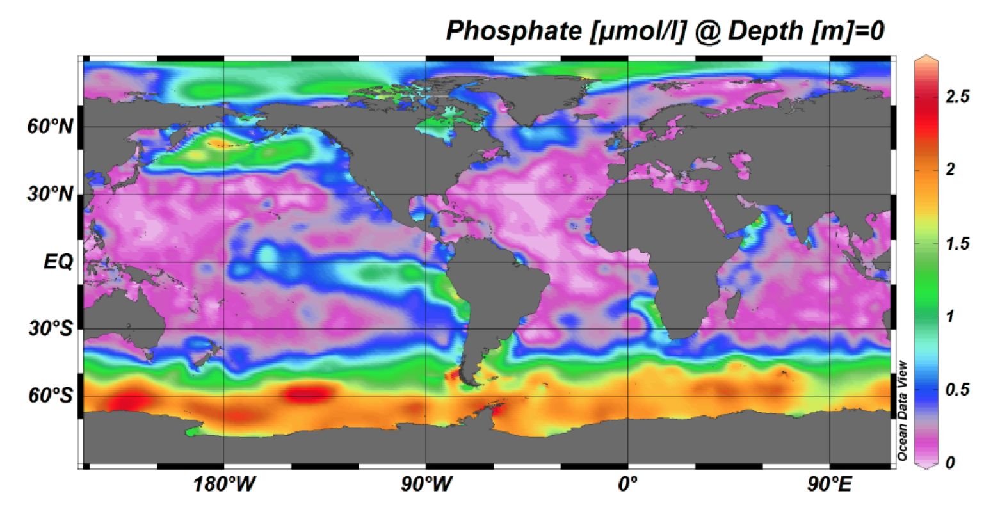 Phosphate [µmol/l] @ Depth [m]=0
60°N
30°N
EQ
30°S
60°S
180°W
90°W
0°
90°E
2.5
2
1.5
1
0.5
0
Ocean Data View